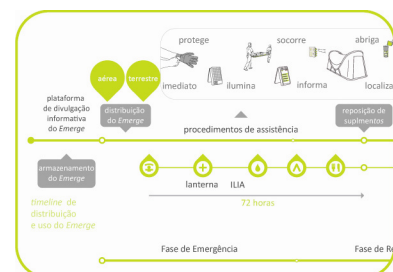 protege
socorre
abriga
aérea
terrestre
imediato
ilumina
informa
localiza
plataforma
de divulgação
informativa
do Emerge
distribuição
do Emerge
procedimentos de assistência
reposição de
suplmentos
armazenamento
do Emerge
lanterna
ILIA
timeline de
distribuição
e uso do Emerge
72 horas
Fase de Emergência
Fase de Re